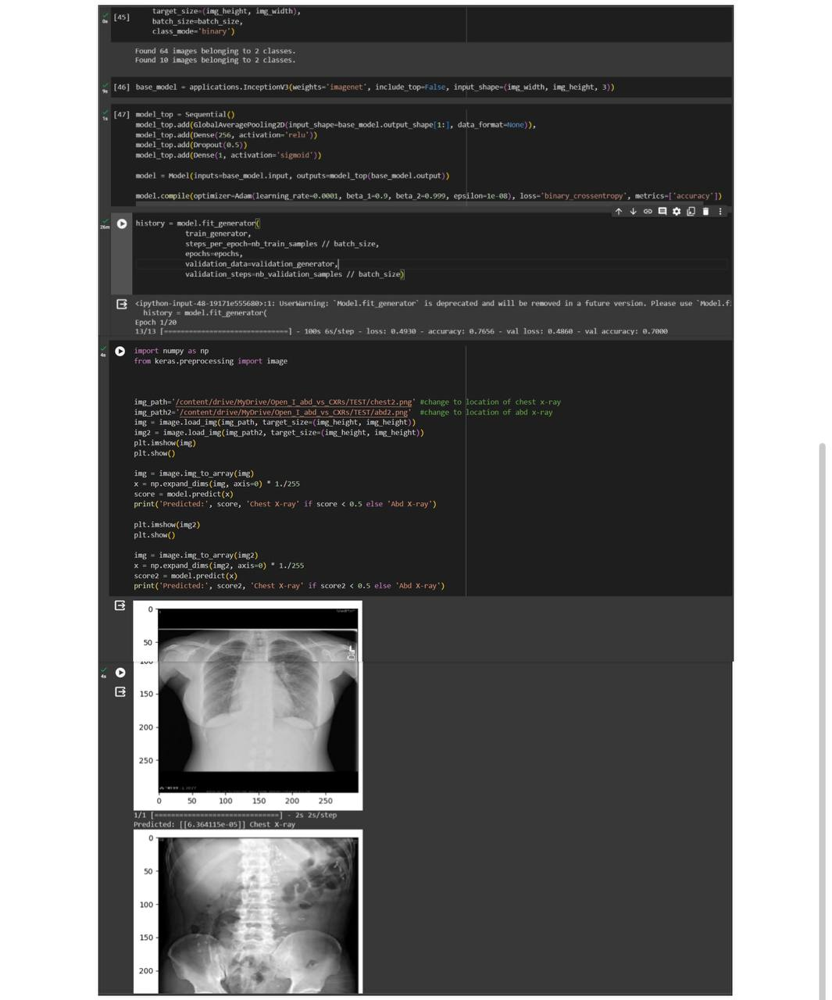 target_size=(img_height, img_width),
[45] batch_size=batch_size,
0s
class_mode='binary')
Found 64 images belonging to 2 classes.
Found 10 images belonging to 2 classes.
[46] base_model = applications.InceptionV3(weights='imagenet', include_top=False, input_shape=(img_width, img_height, 3))
9s
[47] model_top = Sequential()
1s
model_top.add(GlobalAveragePooling2D(input_shape=base_model.output_shape[1:], data_format=None)),
model_top.add(Dense(256, activation='relu'))
model_top.add(Dropout(0.5))
model_top.add(Dense(1, activation='sigmoid'))
model = Model(inputs=base_model.input, outputs=model_top(base_model.output))
model.compile(optimizer=Adam(learning_rate=0.0001, beta_1=0.9, beta_2=0.999, epsilon=1e-08), loss='binary_crossentropy', metrics=['accuracy'])
history = model.fit_generator(
26m
train_generator,
steps_per_epoch=nb_train_samples // batch_size,
epochs=epochs,
validation_data=validation_generator,
validation_steps=nb_validation_samples // batch_size)
<ipython-input-48-19171e555680>:1: UserWarning: `Model.fit_generator` is deprecated and will be removed in a future version. Please use `Model.fi
history = model.fit_generator(
Epoch 1/20
13/13 [==============================] - 100s 6s/step - loss: 0.4930 - accuracy: 0.7656 - val loss: 0.4860 - val accuracy: 0.7000
import numpy as np
4s
from keras.preprocessing import image
img_path='/content/drive/MyDrive/Open_I_abd_vs_CXRs/TEST/chest2.png' #change to location of chest x-ray
img_path2='/content/drive/MyDrive/Open_I_abd_vs_CXRs/TEST/abd2.png' #change to location of abd x-ray
img = image.load_img(img_path, target_size=(img_height, img_height))
img2 = image.load_img(img_path2, target_size=(img_height, img_height))
plt.imshow(img)
plt.show()
img = image.img_to_array(img)
x = np.expand_dims(img, axis=0) * 1./255
score = model.predict(x)
print('Predicted:', score, 'Chest X-ray' if score < 0.5 else 'Abd X-ray')
plt.imshow(img2)
plt.show()
img = image.img_to_array(img2)
x = np.expand_dims(img2, axis=0) * 1./255
score2 = model.predict(x)
print('Predicted:', score2, 'Chest X-ray' if score2 < 0.5 else 'Abd X-ray')
0
50
100
4s
150
200
250
0 50 100 150 200 250
1/1 [==============================] - 2s 2s/step
Predicted: [[6.364115e-05]] Chest X-ray
0
50
100
150
200